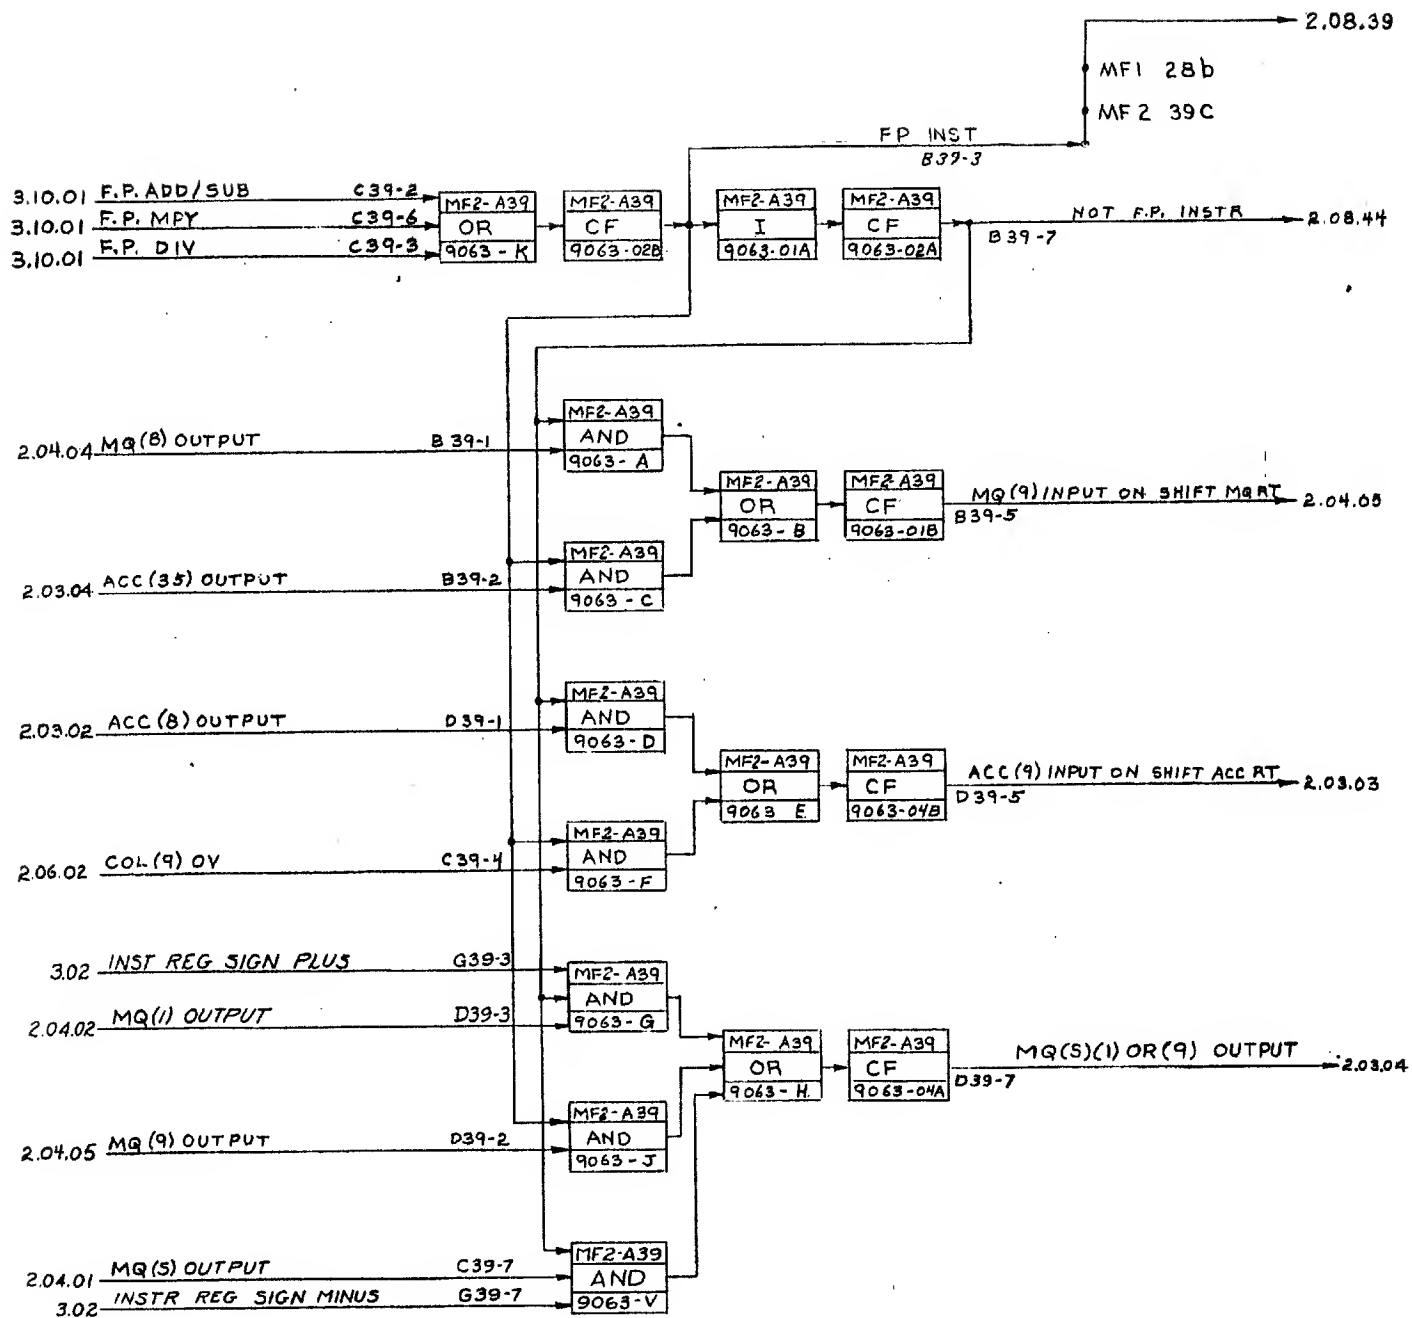 2.08.39
MF1 28b
MF2 39C
FP INST
B39-3
3.10.01 F.P. ADD/SUB C39-2
3.10.01 F.P. MPY C39-6
3.10.01 F.P. DIV C39-3
MF2-A39 OR 9063-K
MF2-A39 CF 9063-02B
MF2-A39 I 9063-01A
MF2-A39 CF 9063-02A
NOT F.P. INSTR 2.08.44
B39-7
MF2-A39 AND 9063-A
2.04.04 MQ(8) OUTPUT B39-1
MF2-A39 OR 9063-B
MF2-A39 CF 9063-01B
MQ(9) INPUT ON SHIFT MQ RT 2.04.05
B39-5
MF2-A39 AND 9063-C
2.03.04 ACC(35) OUTPUT B39-2
MF2-A39 AND 9063-D
2.03.02 ACC(8) OUTPUT D39-1
MF2-A39 OR 9063 E
MF2-A39 CF 9063-04B
ACC(9) INPUT ON SHIFT ACC RT 2.03.03
D39-5
MF2-A39 AND 9063-F
2.06.02 COL(9) OV C39-4
3.02 INST REG SIGN PLUS G39-3
MF2-A39 AND 9063-G
2.04.02 MQ(1) OUTPUT D39-3
MF2-A39 OR 9063-H
MF2-A39 CF 9063-04A
MQ(S)(1) OR (9) OUTPUT 2.03.04
D39-7
MF2-A39 AND 9063-J
2.04.05 MQ(9) OUTPUT D39-2
MF2-A39 AND 9063-V
2.04.01 MQ(S) OUTPUT C39-7
3.02 INSTR REG SIGN MINUS G39-7